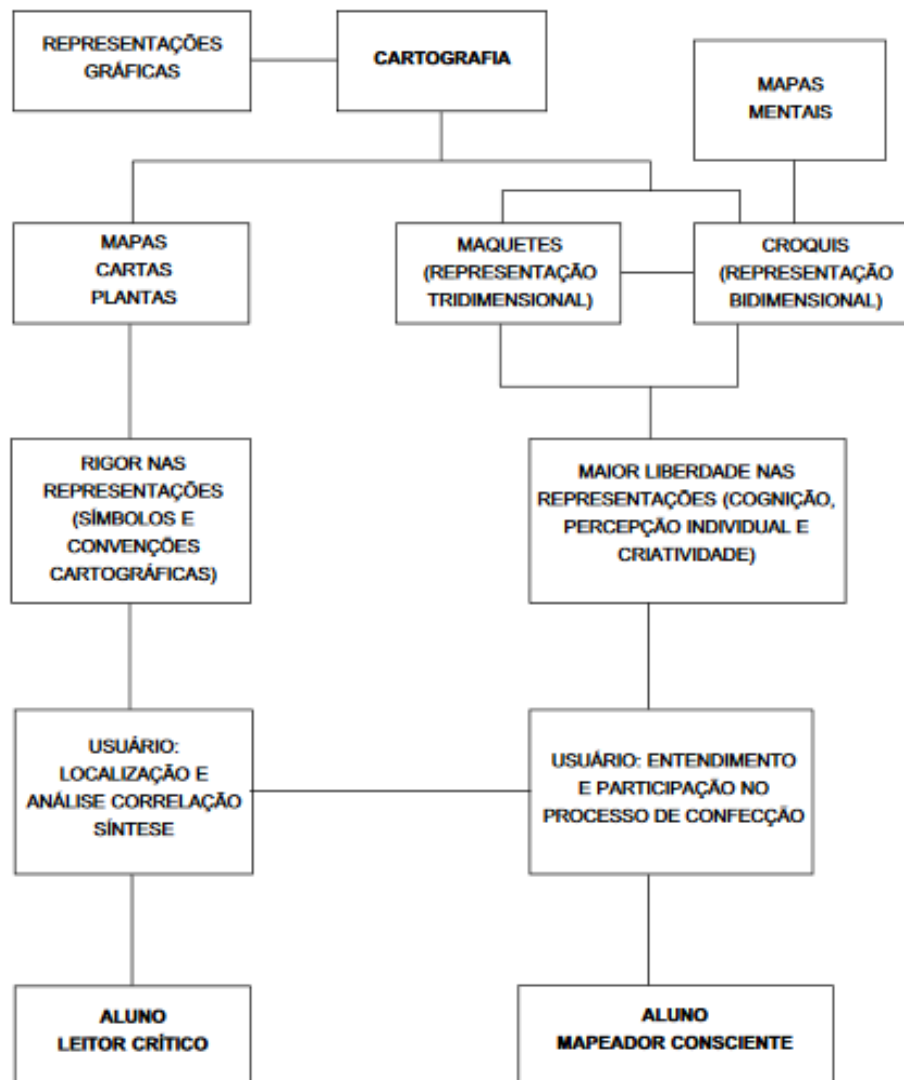 REPRESENTAÇÕES
GRÁFICAS
CARTOGRAFIA
MAPAS
MENTAIS
MAPAS
CARTAS
PLANTAS
MAQUETES
(REPRESENTAÇÃO
TRIDIMENSIONAL)
CROQUIS
(REPRESENTAÇÃO
BIDIMENSIONAL)
RIGOR NAS
REPRESENTAÇÕES
(SÍMBOLOS E
CONVENÇÕES
CARTOGRÁFICAS)
MAIOR LIBERDADE NAS
REPRESENTAÇÕES (COGNIÇÃO,
PERCEPÇÃO INDIVIDUAL E
CRIATIVIDADE)
USUÁRIO:
LOCALIZAÇÃO E
ANÁLISE CORRELAÇÃO
SÍNTESE
USUÁRIO: ENTENDIMENTO
E PARTICIPAÇÃO NO
PROCESSO DE CONFECÇÃO
ALUNO
LEITOR CRÍTICO
ALUNO
MAPEADOR CONSCIENTE